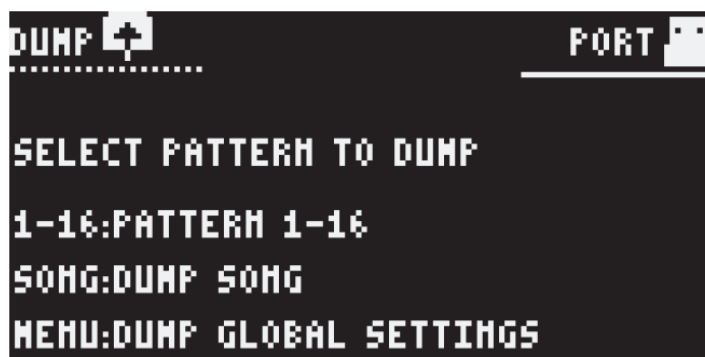 DUMP PORT
SELECT PATTERN TO DUMP
1-16:PATTERN 1-16
SONG:DUMP SONG
MENU:DUMP GLOBAL SETTINGS